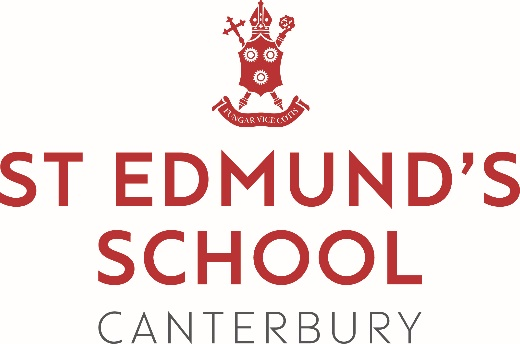 FUNGAR VICE COTIS
ST EDMUND'S
SCHOOL
CANTERBURY